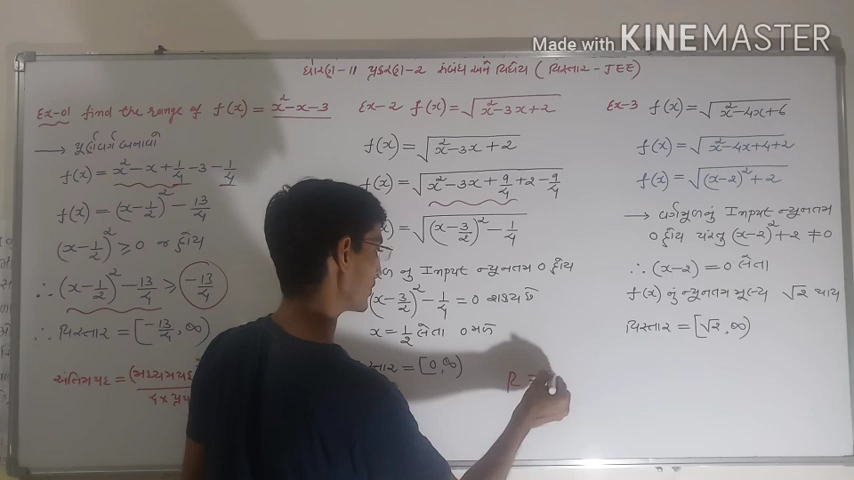 Made with KINEMASTER
ધોરણ-11 પ્રકરણ-2 સંબંધ અને વિધેય (વિસ્તાર-JEE)
Ex-01 find the range of f(x) = x²-x-3
→ પૂર્ણવર્ગ બનાવો
f(x) = x²-x+1/4-3-1/4
f(x) = (x-1/2)²-13/4
(x-1/2)² ≥ 0 જ હોય
∴ (x-1/2)²-13/4 ≥ -13/4
∴ વિસ્તાર = [-13/4, ∞)
અંતિમપદ = (મધ્યમપદ
4x પ્ર
Ex-2 f(x) = √x²-3x+2
f(x) = √x²-3x+2
f(x) = √x²-3x+9/4+2-9/4
= √(x-3/2)²-1/4
નુ Input ન્યુનતમ 0 હોય
(x-3/2)²-1/4 = 0 શક્ય છે
x = 1/2 લેતા 0 મળે
સ્તાર = [0,∞)
R =
Ex-3 f(x) = √x²-4x+6
f(x) = √x²-4x+4+2
f(x) = √(x-2)²+2
→ વર્ગમૂળનું Input ન્યુનતમ
0 હોય પરંતુ (x-2)²+2 ≠ 0
∴ (x-2) = 0 લેતા
f(x) નું ન્યુનતમ મૂલ્ય √2 થાય
વિસ્તાર = [√2, ∞)